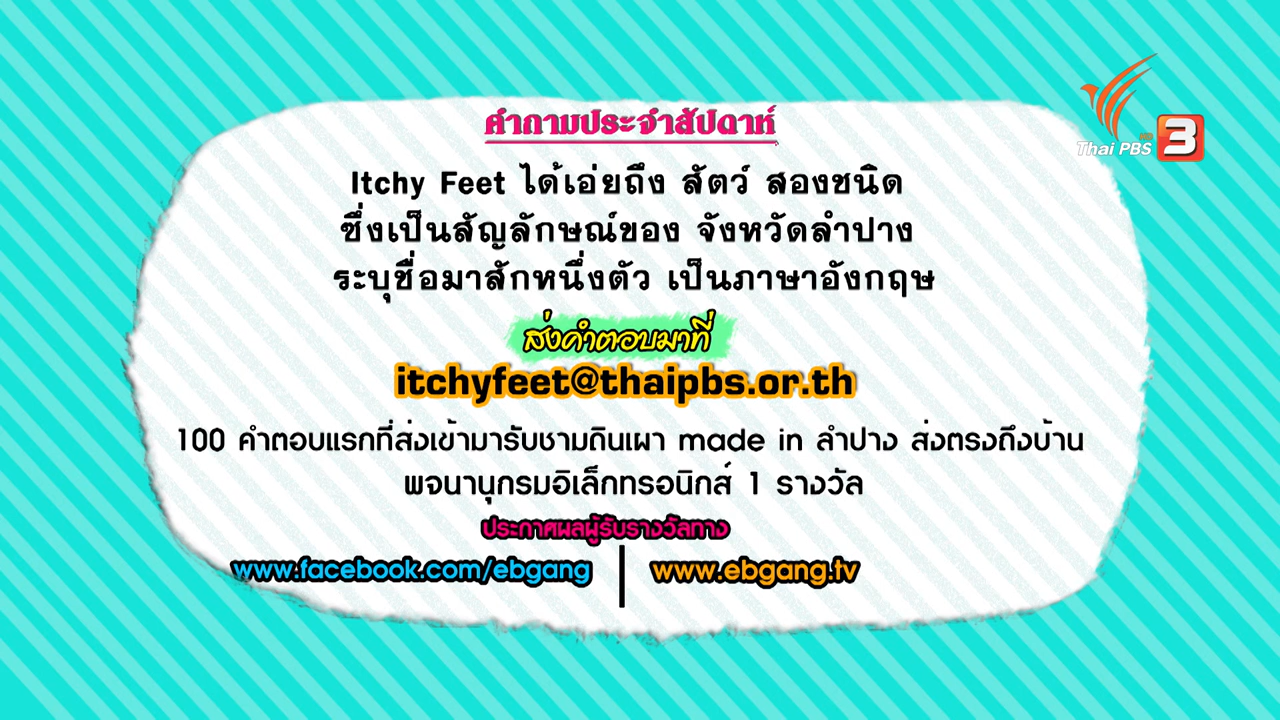 Thai PBS HD 3
คำถามประจำสัปดาห์
Itchy Feet ได้เอ่ยถึง สัตว์ สองชนิด
ซึ่งเป็นสัญลักษณ์ของ จังหวัดลำปาง
ระบุชื่อมาสักหนึ่งตัว เป็นภาษาอังกฤษ
ส่งคำตอบมาที่
itchyfeet@thaipbs.or.th
100 คำตอบแรกที่ส่งเข้ามารับชามดินเผา made in ลำปาง ส่งตรงถึงบ้าน
พจนานุกรมอิเล็กทรอนิกส์ 1 รางวัล
ประกาศผลผู้รับรางวัลทาง
www.facebook.com/ebgang | www.ebgang.tv